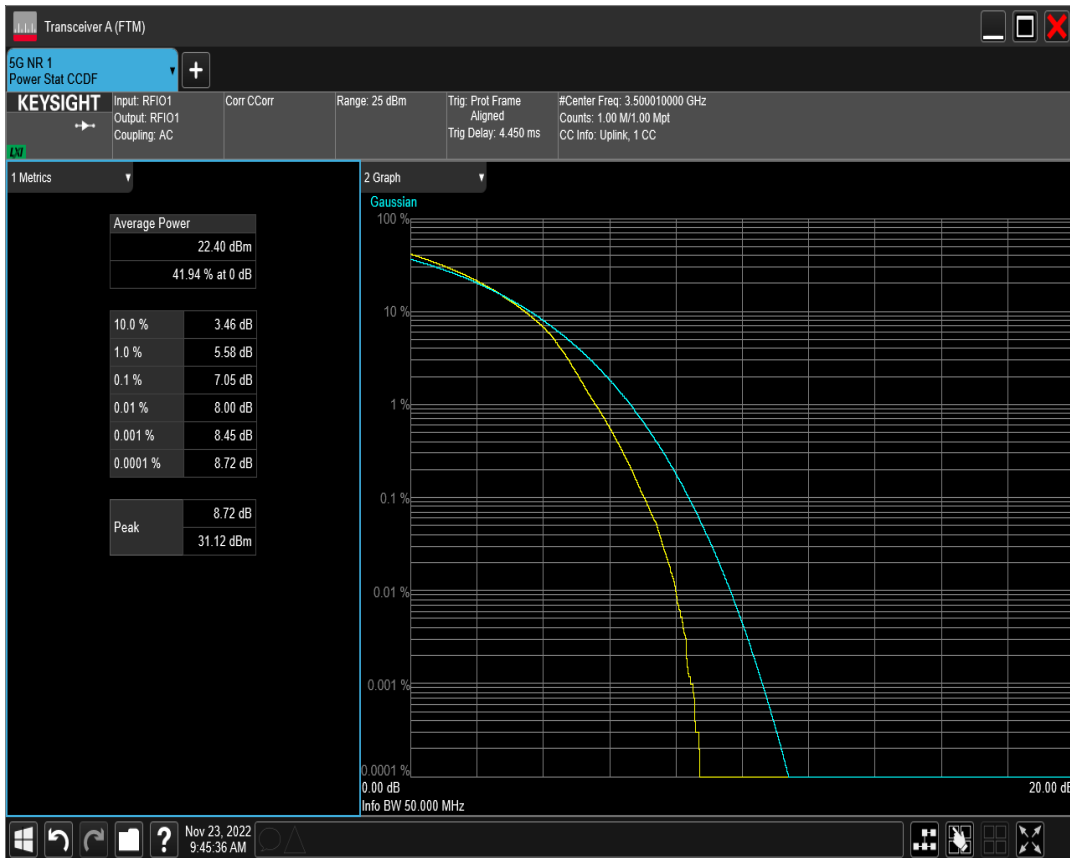 Transceiver A (FTM)
5G NR 1
Power Stat CCDF
+
KEYSIGHT
LXI
Input: RFIO1
Output: RFIO1
Coupling: AC
Corr CCorr
Range: 25 dBm
Trig: Prot Frame
Aligned
Trig Delay: 4.450 ms
#Center Freq: 3.500010000 GHz
Counts: 1.00 M/1.00 Mpt
CC Info: Uplink, 1 CC
1 Metrics
Average Power
22.40 dBm
41.94 % at 0 dB
10.0 % 3.46 dB
1.0 % 5.58 dB
0.1 % 7.05 dB
0.01 % 8.00 dB
0.001 % 8.45 dB
0.0001 % 8.72 dB
Peak
8.72 dB
31.12 dBm
2 Graph
Gaussian
100 %
10 %
1 %
0.1 %
0.01 %
0.001 %
0.0001 %
0.00 dB 20.00 dB
Info BW 50.000 MHz
?
Nov 23, 2022
9:45:36 AM